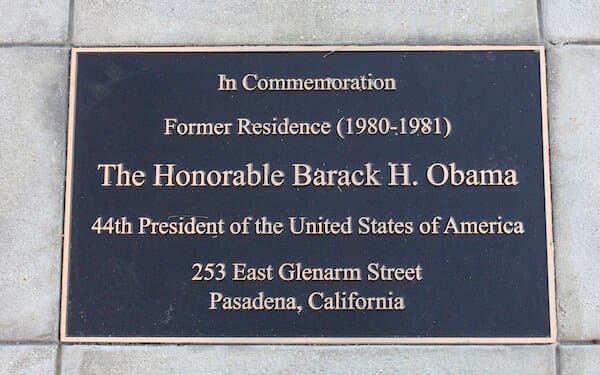 In Commemoration
Former Residence (1980-1981)
The Honorable Barack H. Obama
44th President of the United States of America
253 East Glenarm Street
Pasadena, California